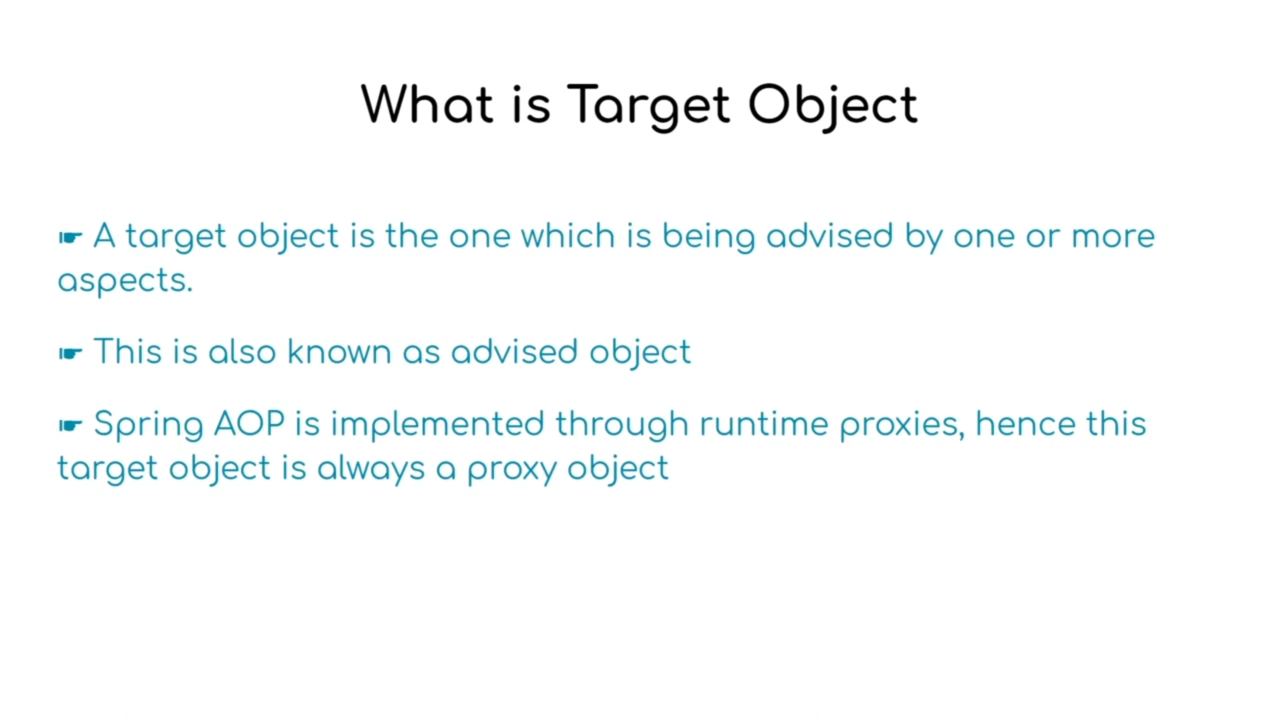 What is Target Object
☛ A target object is the one which is being advised by one or more
aspects.
☛ This is also known as advised object
☛ Spring AOP is implemented through runtime proxies, hence this
target object is always a proxy object